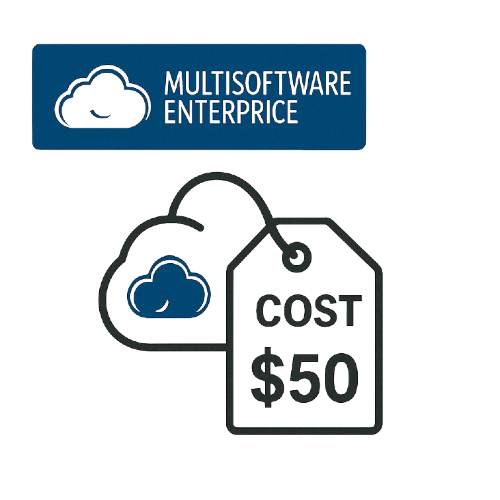 MULTISOFTWARE
ENTERPRICE
COST
$50